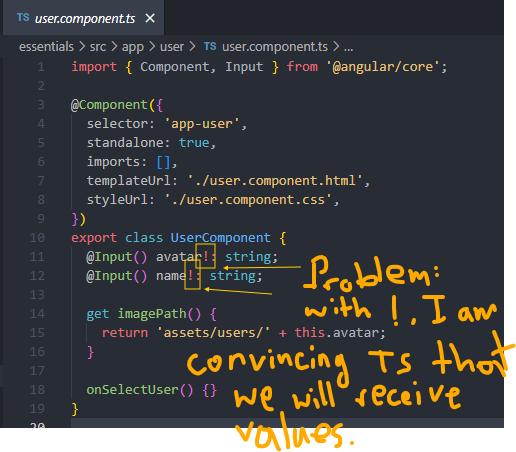 TS user.component.ts ×
essentials > src > app > user > TS user.component.ts > ...
1 import { Component, Input } from '@angular/core';
2
3 @Component({
4 selector: 'app-user',
5 standalone: true,
6 imports: [],
7 templateUrl: './user.component.html',
8 styleUrl: './user.component.css',
9 })
10 export class UserComponent {
11 @Input() avatar!: string;
12 @Input() name!: string;
13
14 get imagePath() {
15 return 'assets/users/' + this.avatar;
16 }
17
18 onSelectUser() {}
19 }
20
Problem:
with !, I am
convincing TS that
we will receive
values.